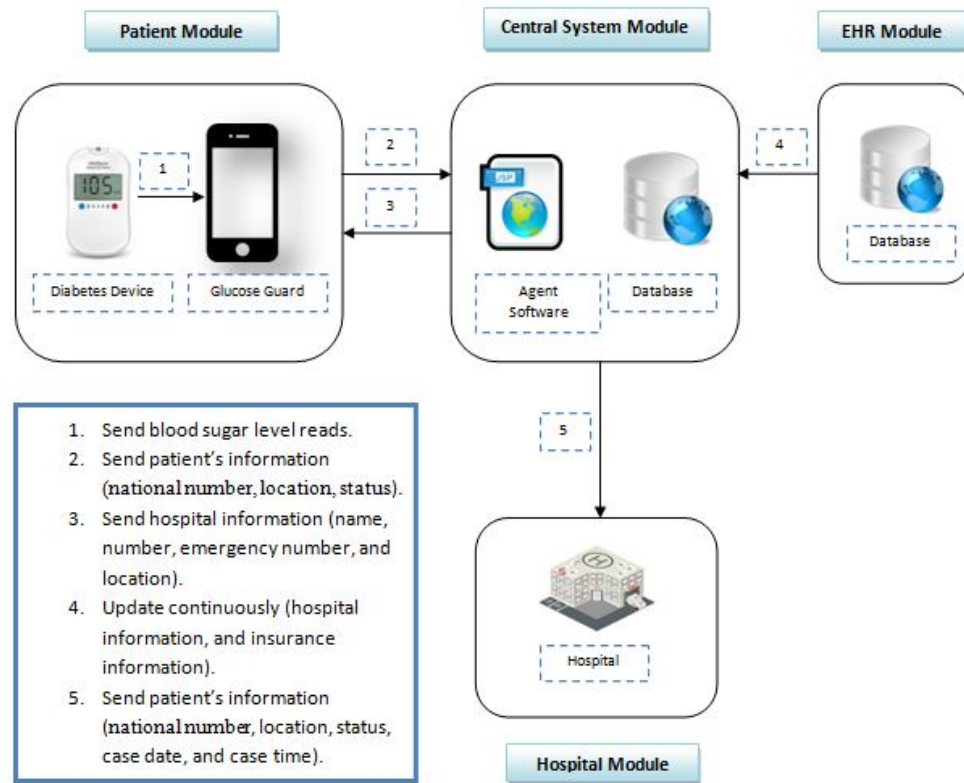 Patient Module
Central System Module
EHR Module
105
1
2
3
4
JSP
Diabetes Device
Glucose Guard
Agent
Software
Database
Database
5
1. Send blood sugar level reads.
2. Send patient's information
(national number, location, status).
3. Send hospital information (name,
number, emergency number, and
location).
4. Update continuously (hospital
information, and insurance
information).
5. Send patient's information
(national number, location, status,
case date, and case time).
H
Hospital
Hospital Module